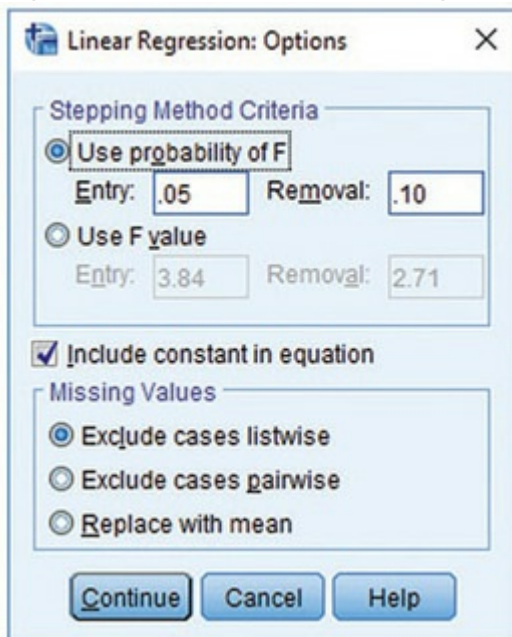 Linear Regression: Options
Stepping Method Criteria
Use probability of F
Entry: .05 Removal: .10
Use F value
Entry: 3.84 Removal: 2.71
Include constant in equation
Missing Values
Exclude cases listwise
Exclude cases pairwise
Replace with mean
Continue Cancel Help